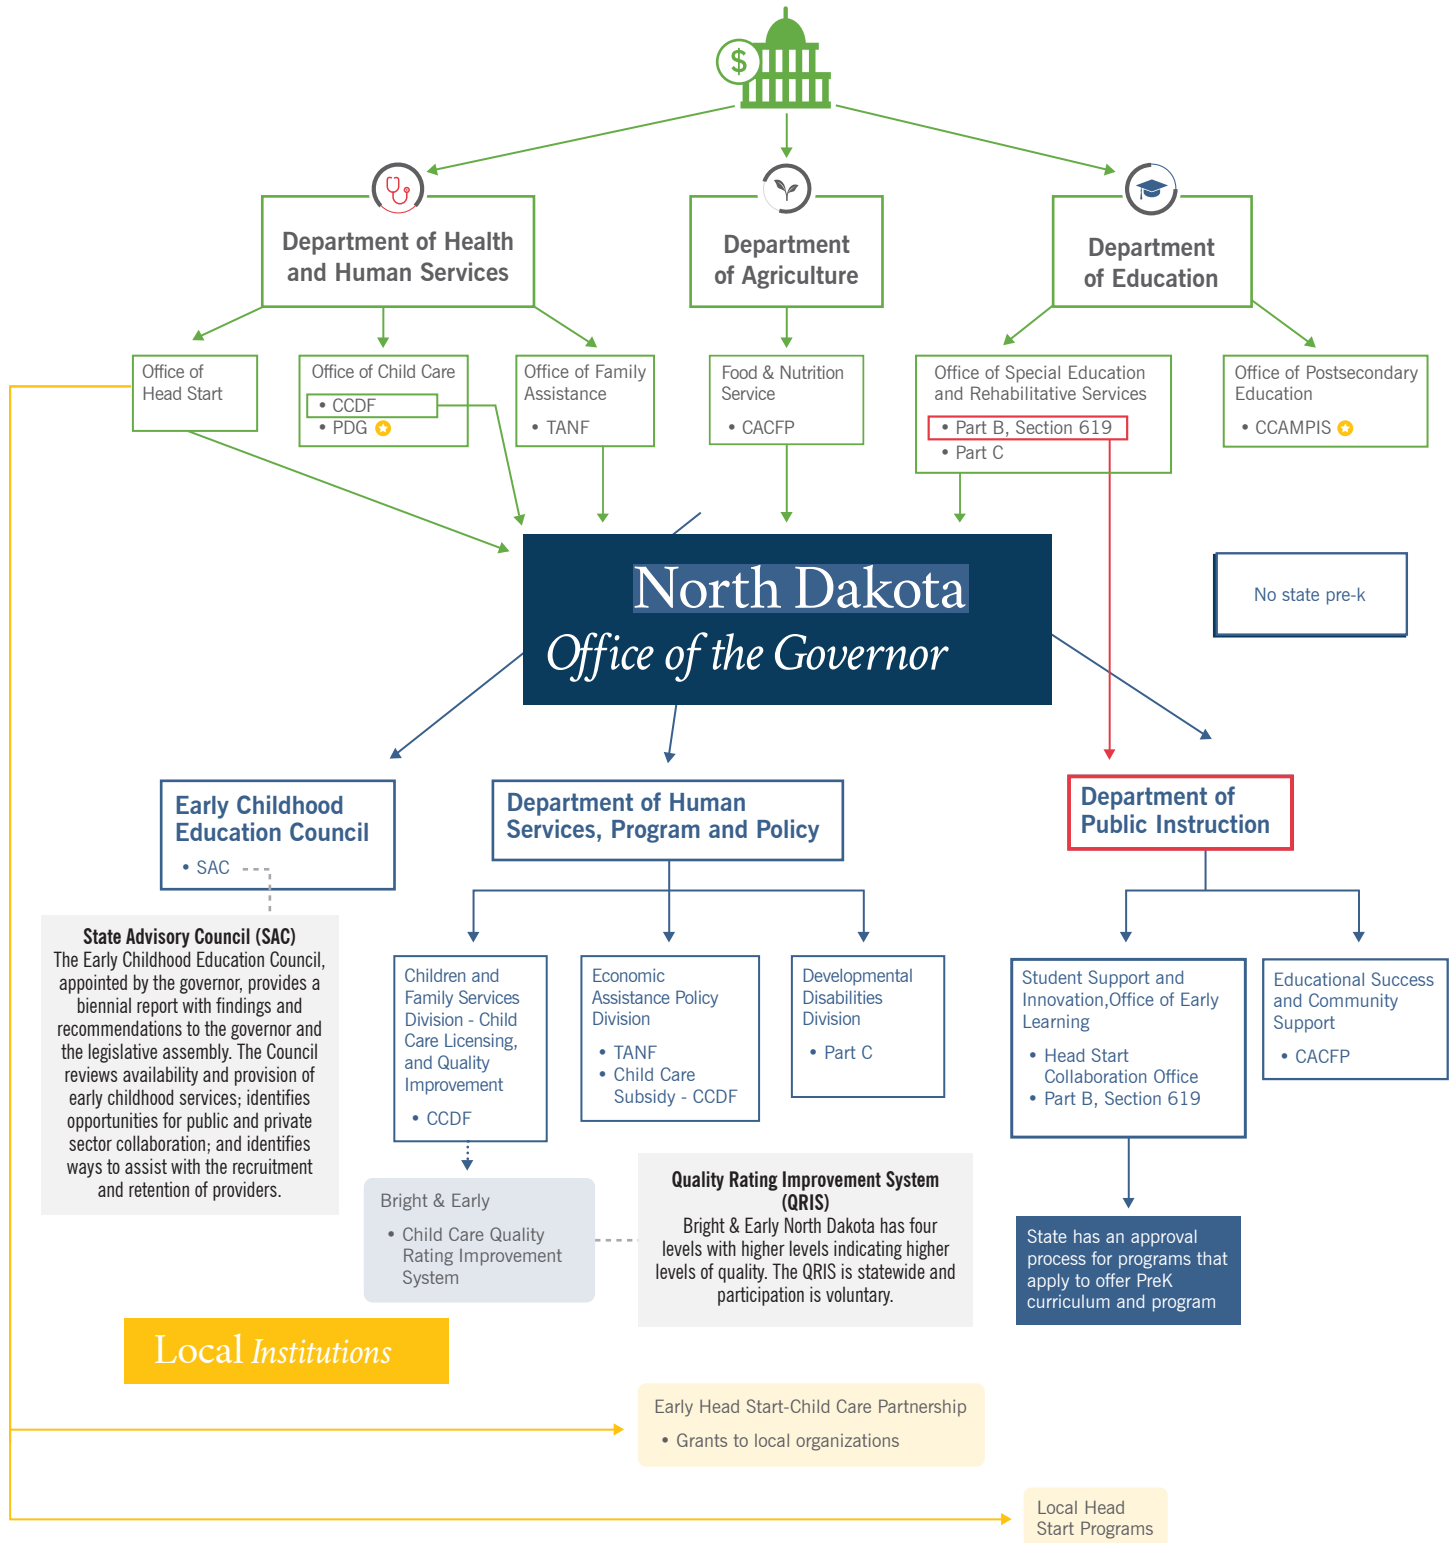 $
Department of Health
and Human Services
Department
of Agriculture
Department
of Education
Office of
Head Start
Office of Child Care
• CCDF
• PDG
Office of Family
Assistance
• TANF
Food & Nutrition
Service
• CACFP
Office of Special Education
and Rehabilitative Services
• Part B, Section 619
• Part C
Office of Postsecondary
Education
• CCAMPIS
North Dakota
Office of the Governor
No state pre-k
Early Childhood
Education Council
• SAC
Department of Human
Services, Program and Policy
Department of
Public Instruction
State Advisory Council (SAC)
The Early Childhood Education Council,
appointed by the governor, provides a
biennial report with findings and
recommendations to the governor and
the legislative assembly. The Council
reviews availability and provision of
early childhood services; identifies
opportunities for public and private
sector collaboration; and identifies
ways to assist with the recruitment
and retention of providers.
Children and
Family Services
Division - Child
Care Licensing,
and Quality
Improvement
• CCDF
Economic
Assistance Policy
Division
• TANF
• Child Care
Subsidy - CCDF
Developmental
Disabilities
Division
• Part C
Student Support and
Innovation,Office of Early
Learning
• Head Start
Collaboration Office
• Part B, Section 619
Educational Success
and Community
Support
• CACFP
Bright & Early
• Child Care Quality
Rating Improvement
System
Quality Rating Improvement System
(QRIS)
Bright & Early North Dakota has four
levels with higher levels indicating higher
levels of quality. The QRIS is statewide and
participation is voluntary.
State has an approval
process for programs that
apply to offer PreK
curriculum and program
Local Institutions
Early Head Start-Child Care Partnership
• Grants to local organizations
Local Head
Start Programs